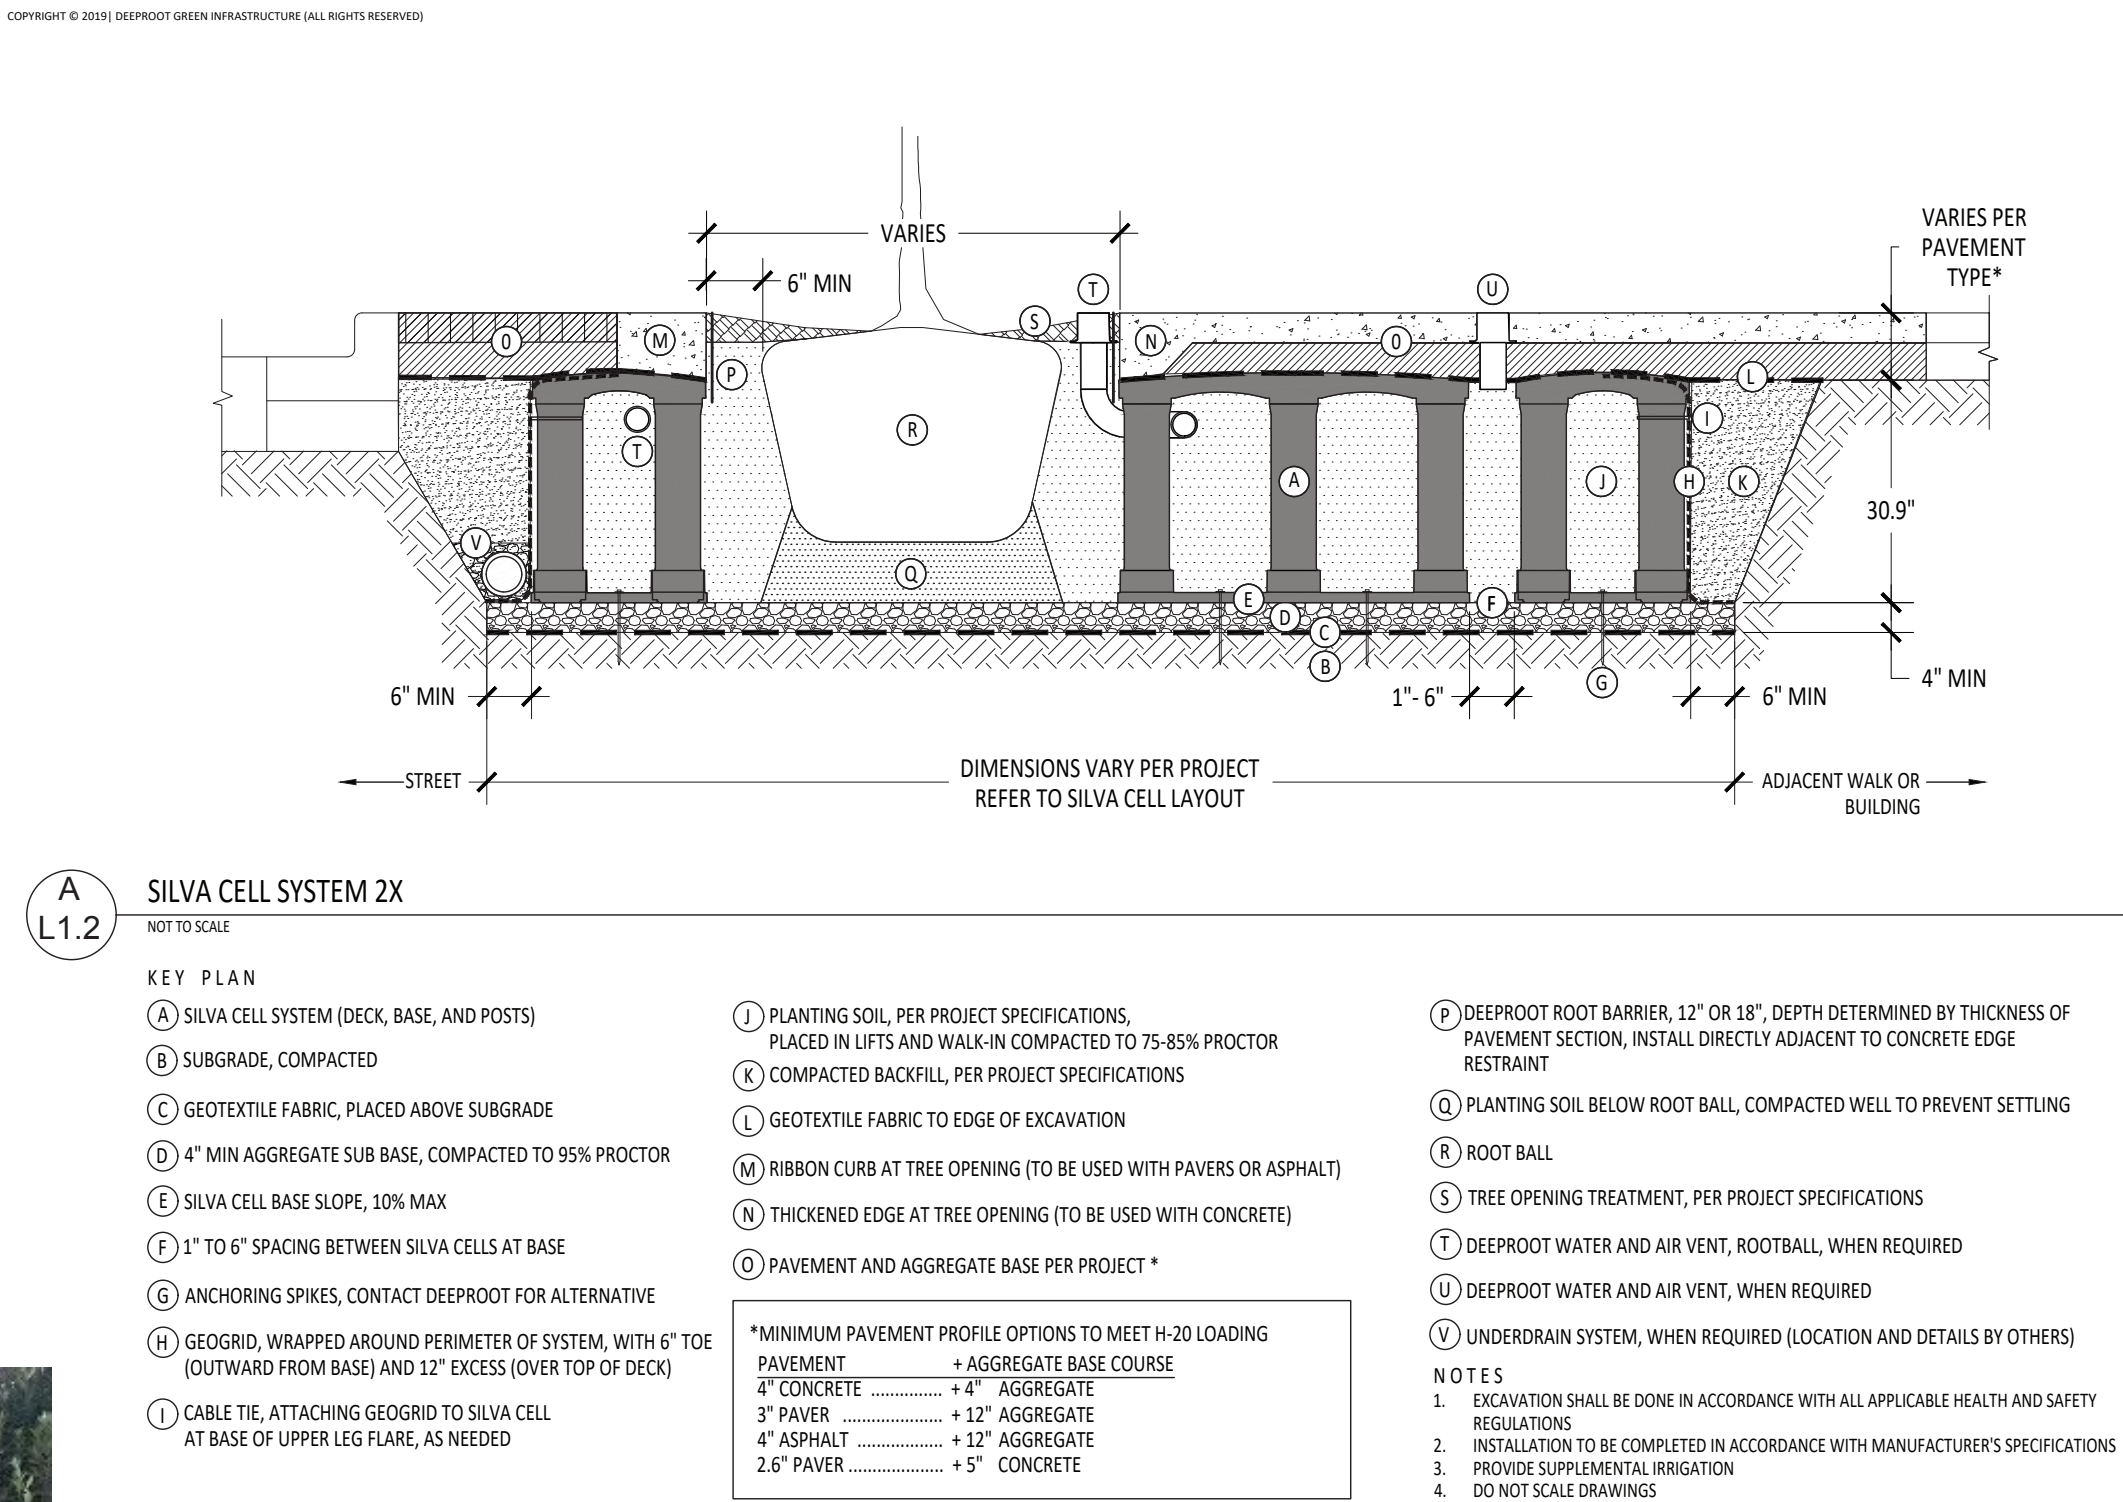 COPYRIGHT © 2019| DEEPROOT GREEN INFRASTRUCTURE (ALL RIGHTS RESERVED)
VARIES
6" MIN
VARIES PER
PAVEMENT
TYPE*
T
U
S
O
M
N
O
P
L
R
I
T
A
J
H
K
30.9"
V
Q
E
F
D
C
B
G
6" MIN
1"- 6"
6" MIN
4" MIN
STREET
DIMENSIONS VARY PER PROJECT
REFER TO SILVA CELL LAYOUT
ADJACENT WALK OR
BUILDING
A
L1.2
SILVA CELL SYSTEM 2X
NOT TO SCALE
KEY PLAN
A SILVA CELL SYSTEM (DECK, BASE, AND POSTS)
B SUBGRADE, COMPACTED
C GEOTEXTILE FABRIC, PLACED ABOVE SUBGRADE
D 4" MIN AGGREGATE SUB BASE, COMPACTED TO 95% PROCTOR
E SILVA CELL BASE SLOPE, 10% MAX
F 1" TO 6" SPACING BETWEEN SILVA CELLS AT BASE
G ANCHORING SPIKES, CONTACT DEEPROOT FOR ALTERNATIVE
H GEOGRID, WRAPPED AROUND PERIMETER OF SYSTEM, WITH 6" TOE
(OUTWARD FROM BASE) AND 12" EXCESS (OVER TOP OF DECK)
I CABLE TIE, ATTACHING GEOGRID TO SILVA CELL
AT BASE OF UPPER LEG FLARE, AS NEEDED
J PLANTING SOIL, PER PROJECT SPECIFICATIONS,
PLACED IN LIFTS AND WALK-IN COMPACTED TO 75-85% PROCTOR
K COMPACTED BACKFILL, PER PROJECT SPECIFICATIONS
L GEOTEXTILE FABRIC TO EDGE OF EXCAVATION
M RIBBON CURB AT TREE OPENING (TO BE USED WITH PAVERS OR ASPHALT)
N THICKENED EDGE AT TREE OPENING (TO BE USED WITH CONCRETE)
O PAVEMENT AND AGGREGATE BASE PER PROJECT *
*MINIMUM PAVEMENT PROFILE OPTIONS TO MEET H-20 LOADING
PAVEMENT + AGGREGATE BASE COURSE
4" CONCRETE ............... + 4" AGGREGATE
3" PAVER ..................... + 12" AGGREGATE
4" ASPHALT .................. + 12" AGGREGATE
2.6" PAVER .................... + 5" CONCRETE
P DEEPROOT ROOT BARRIER, 12" OR 18", DEPTH DETERMINED BY THICKNESS OF
PAVEMENT SECTION, INSTALL DIRECTLY ADJACENT TO CONCRETE EDGE
RESTRAINT
Q PLANTING SOIL BELOW ROOT BALL, COMPACTED WELL TO PREVENT SETTLING
R ROOT BALL
S TREE OPENING TREATMENT, PER PROJECT SPECIFICATIONS
T DEEPROOT WATER AND AIR VENT, ROOTBALL, WHEN REQUIRED
U DEEPROOT WATER AND AIR VENT, WHEN REQUIRED
V UNDERDRAIN SYSTEM, WHEN REQUIRED (LOCATION AND DETAILS BY OTHERS)
NOTES
1. EXCAVATION SHALL BE DONE IN ACCORDANCE WITH ALL APPLICABLE HEALTH AND SAFETY
REGULATIONS
2. INSTALLATION TO BE COMPLETED IN ACCORDANCE WITH MANUFACTURER'S SPECIFICATIONS
3. PROVIDE SUPPLEMENTAL IRRIGATION
4. DO NOT SCALE DRAWINGS